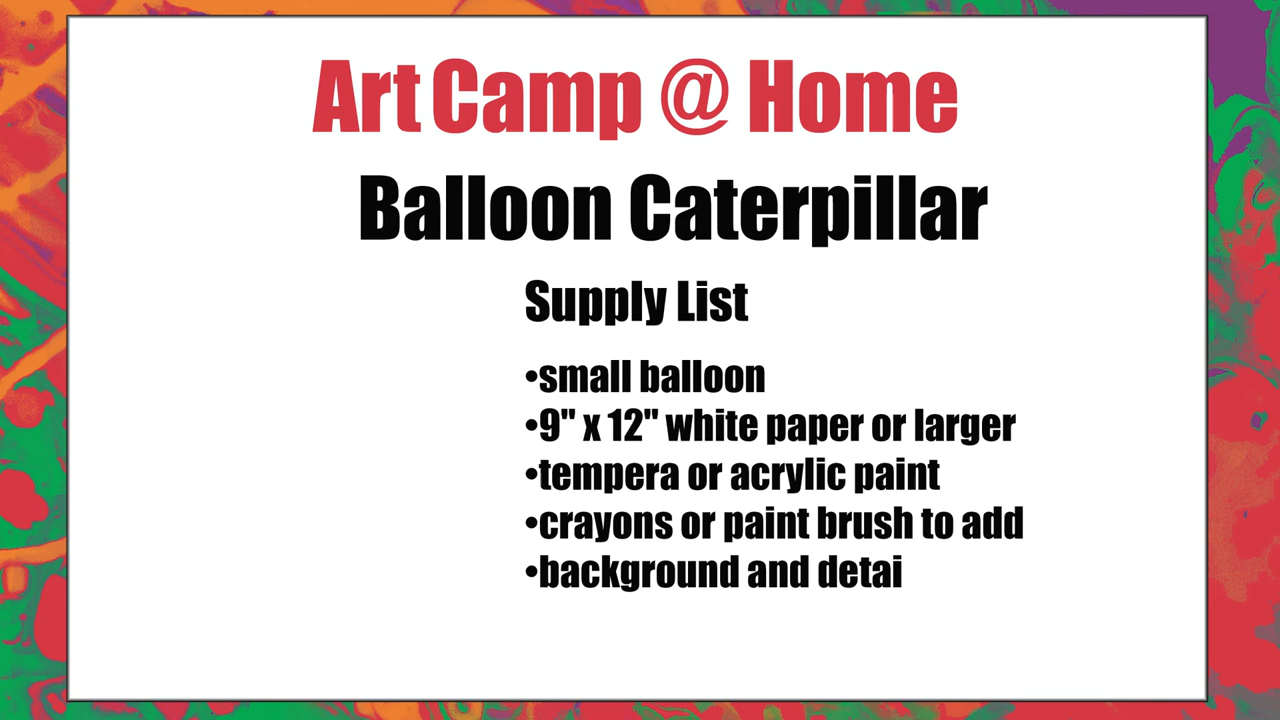 Art Camp @ Home
Balloon Caterpillar
Supply List
•small balloon
•9" x 12" white paper or larger
•tempera or acrylic paint
•crayons or paint brush to add
•background and detai